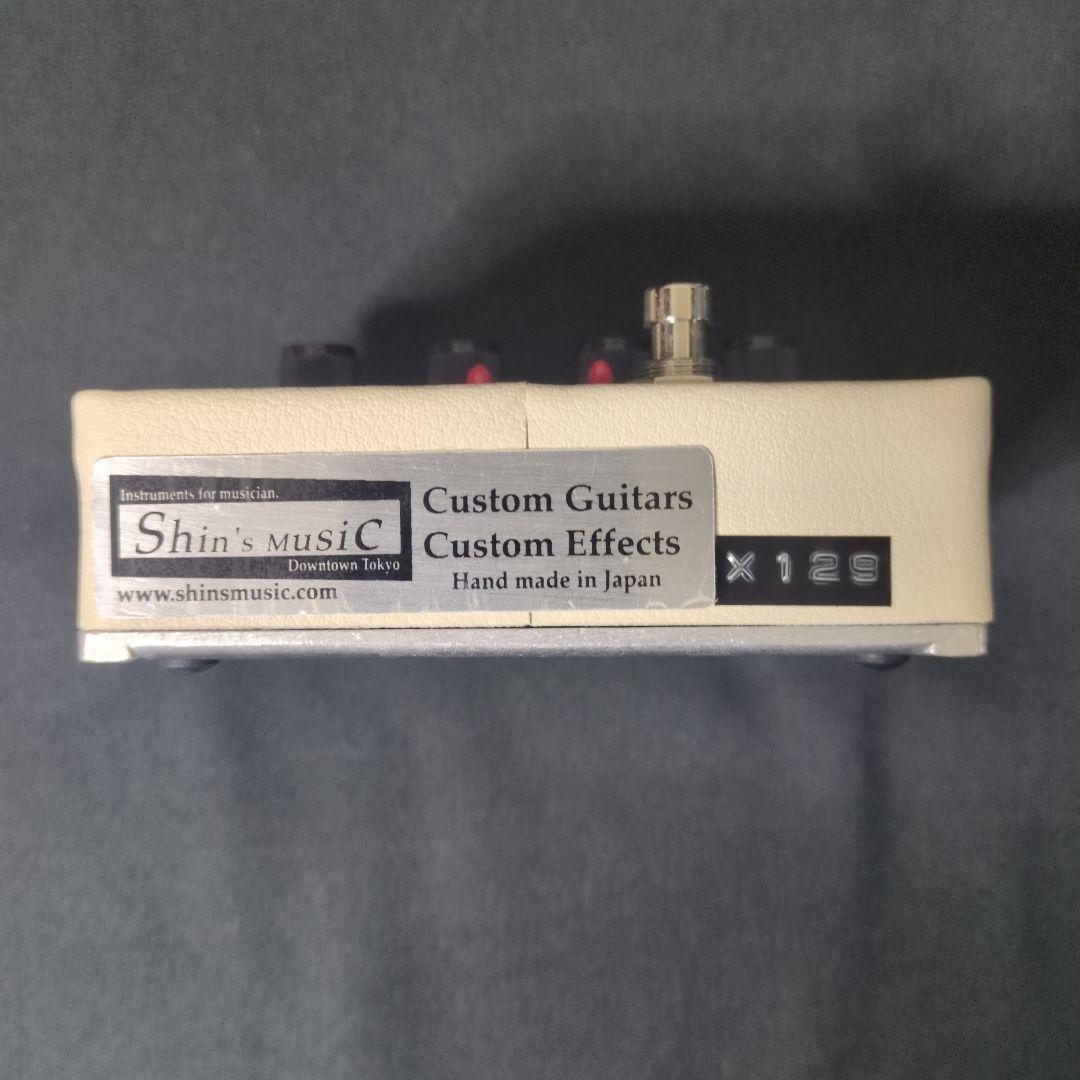 Instruments for musician.
Shin's MUSIC
Downtown Tokyo
www.shinsmusic.com
Custom Guitars
Custom Effects
Hand made in Japan
X 129